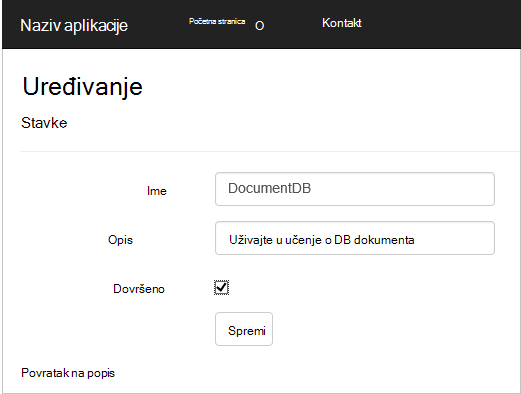 Naziv aplikacije Početna stranica O Kontakt
Uređivanje
Stavke
Ime DocumentDB
Opis Uživajte u učenje o DB dokumenta
Dovršeno
Spremi
Povratak na popis